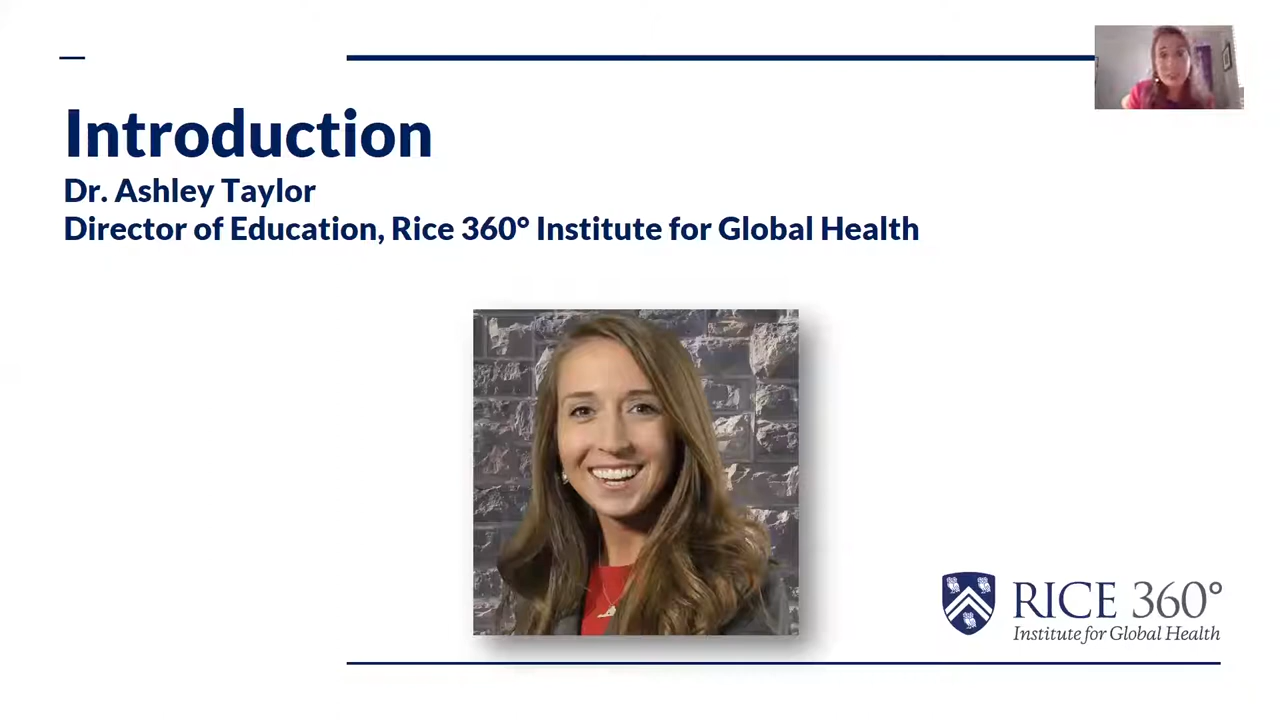 Introduction
Dr. Ashley Taylor
Director of Education, Rice 360° Institute for Global Health
RICE 360°
Institute for Global Health